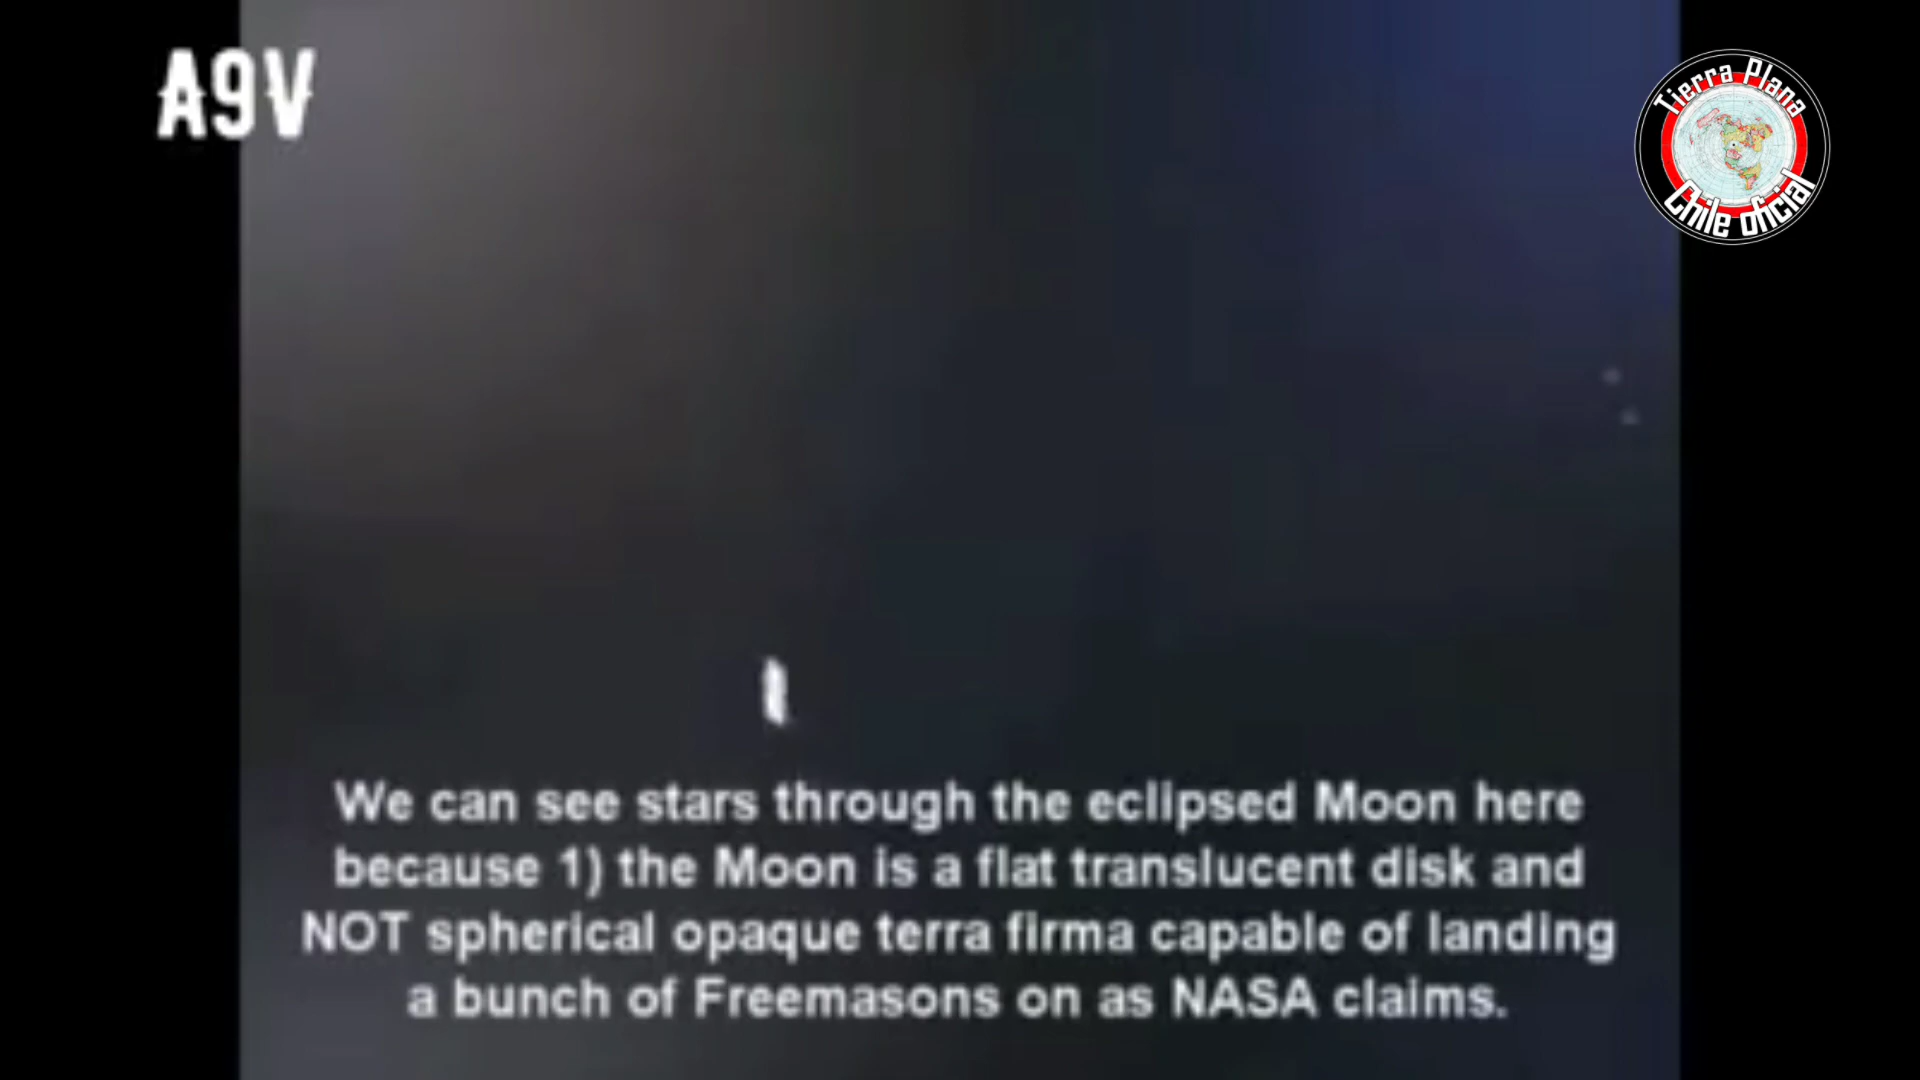 A9V
Tierra Plana
Chile oficial
We can see stars through the eclipsed Moon here
because 1) the Moon is a flat translucent disk and
NOT spherical opaque terra firma capable of landing
a bunch of Freemasons on as NASA claims.